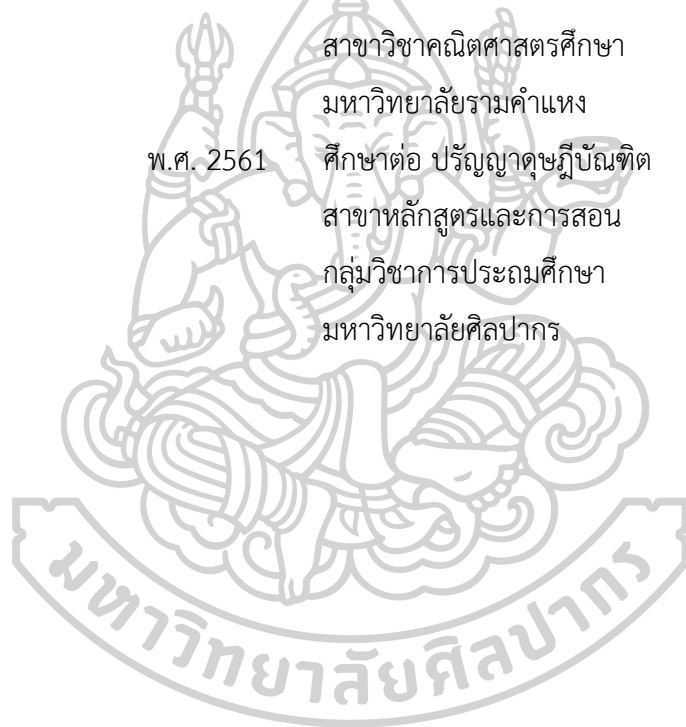 สาขาวิชาคณิตศาสตรศึกษา
มหาวิทยาลัยรามคำแหง
พ.ศ. 2561 ศึกษาต่อ ปรัญญาดุษฎีบัณฑิต
สาขาหลักสูตรและการสอน
กลุ่มวิชาการประถมศึกษา
มหาวิทยาลัยศิลปากร
มหาวิทยาลัยศิลปากร